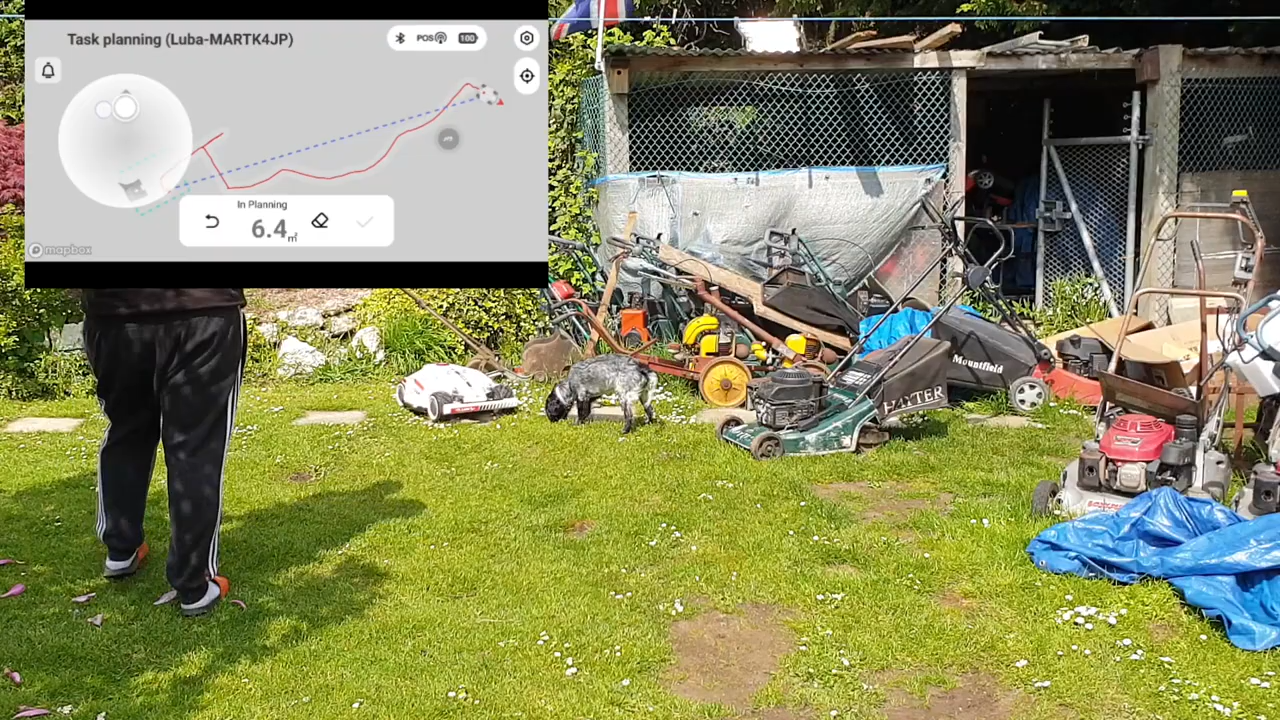 Task planning (Luba-MARTK4JP)
POS
100
In Planning
6.4㎡
mapbox
Mountfield
HAYTER